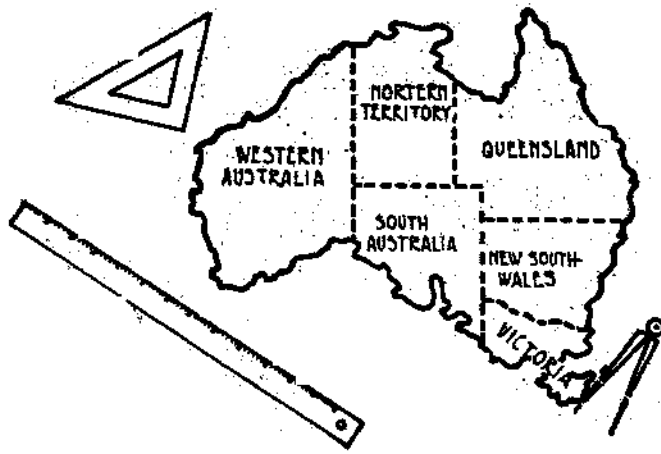 NORTERN
TERRITORY
WESTERN
AUSTRALIA
QUEENSLAND
SOUTH
AUSTRALIA
NEW SOUTH-
WALES
VICTORIA